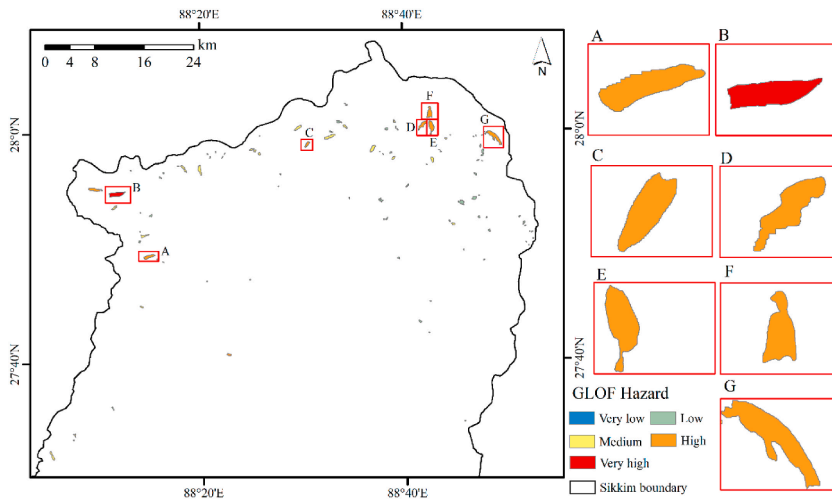 88°20'E 88°40'E
km
0 4 8 16 24
N
28°0'N
27°40'N
A
B
C
D
E
F
G
88°20'E 88°40'E
28°0'N
27°40'N
A B
C D
E F
G
GLOF Hazard
Very low Low
Medium High
Very high
Sikkim boundary